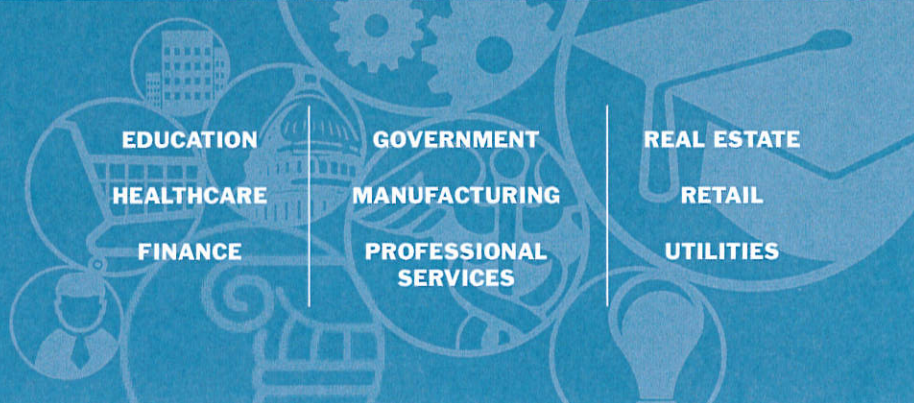 EDUCATION
HEALTHCARE
FINANCE
GOVERNMENT
MANUFACTURING
PROFESSIONAL
SERVICES
REAL ESTATE
RETAIL
UTILITIES